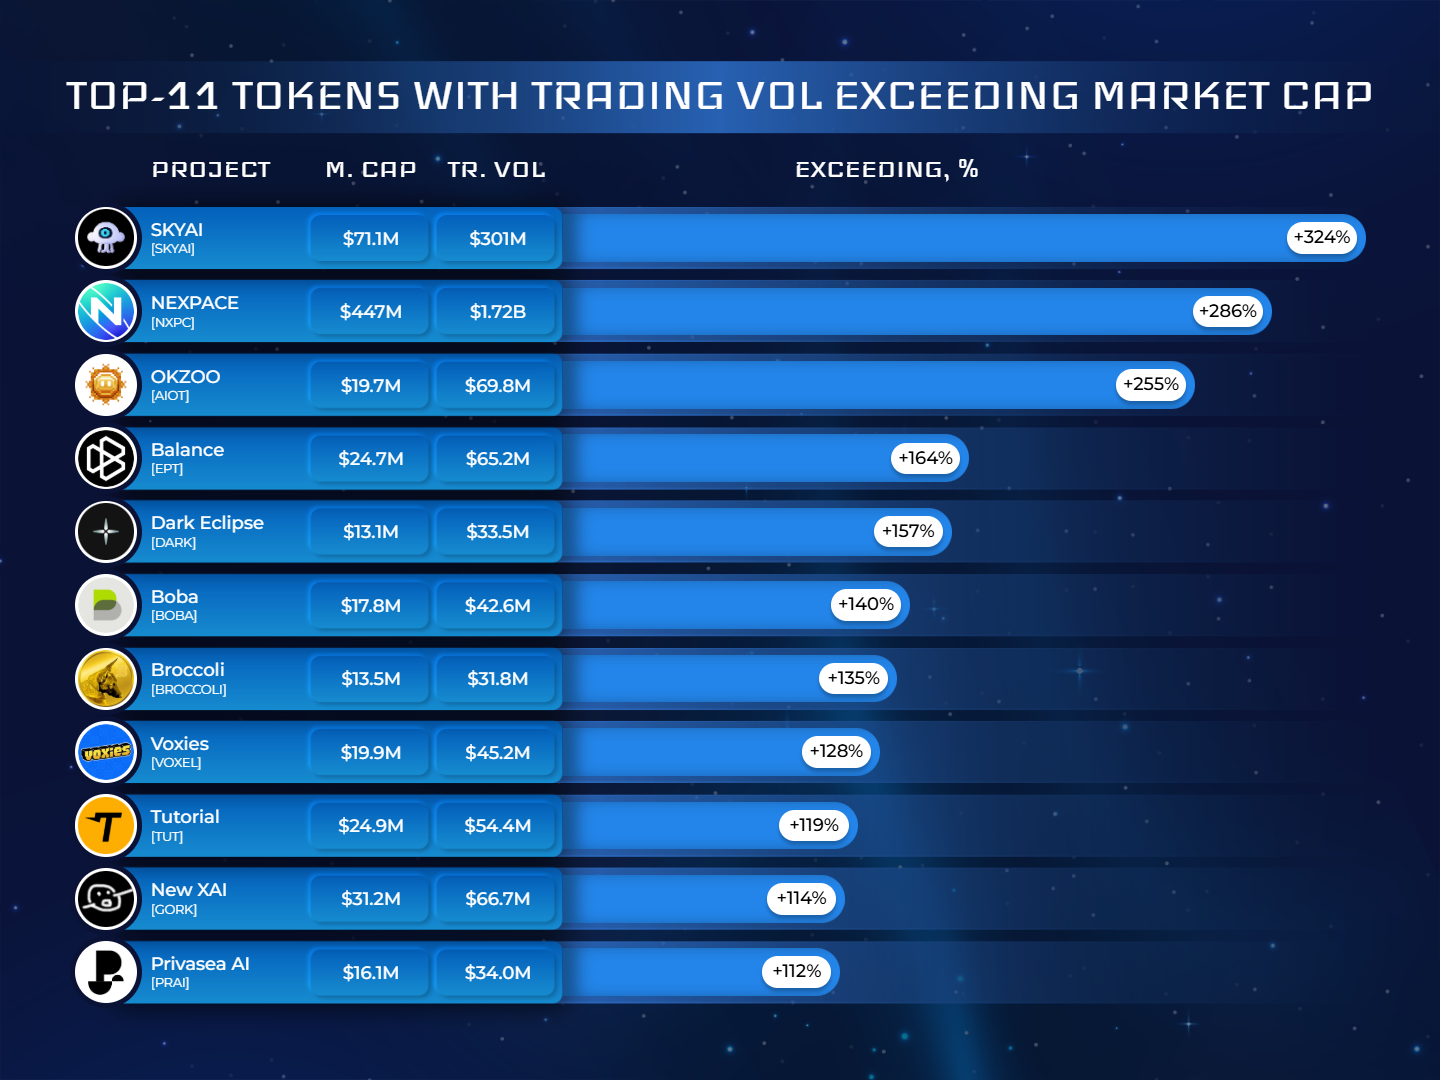 TOP-11 TOKENS WITH TRADING VOL EXCEEDING MARKET CAP
PROJECT M. CAP TR. VOL EXCEEDING, %
SKYAI $71.1M $301M +324%
[SKYAI]
NEXPACE $447M $1.72B +286%
[NXPC]
OKZOO $19.7M $69.8M +255%
[AIOT]
Balance $24.7M $65.2M +164%
[EPT]
Dark Eclipse $13.1M $33.5M +157%
[DARK]
Boba $17.8M $42.6M +140%
[BOBA]
Broccoli $13.5M $31.8M +135%
[BROCCOLI]
voxies Voxies $19.9M $45.2M +128%
[VOXEL]
Tutorial $24.9M $54.4M +119%
[TUT]
New XAI $31.2M $66.7M +114%
[GORK]
Privasea AI $16.1M $34.0M +112%
[PRAI]